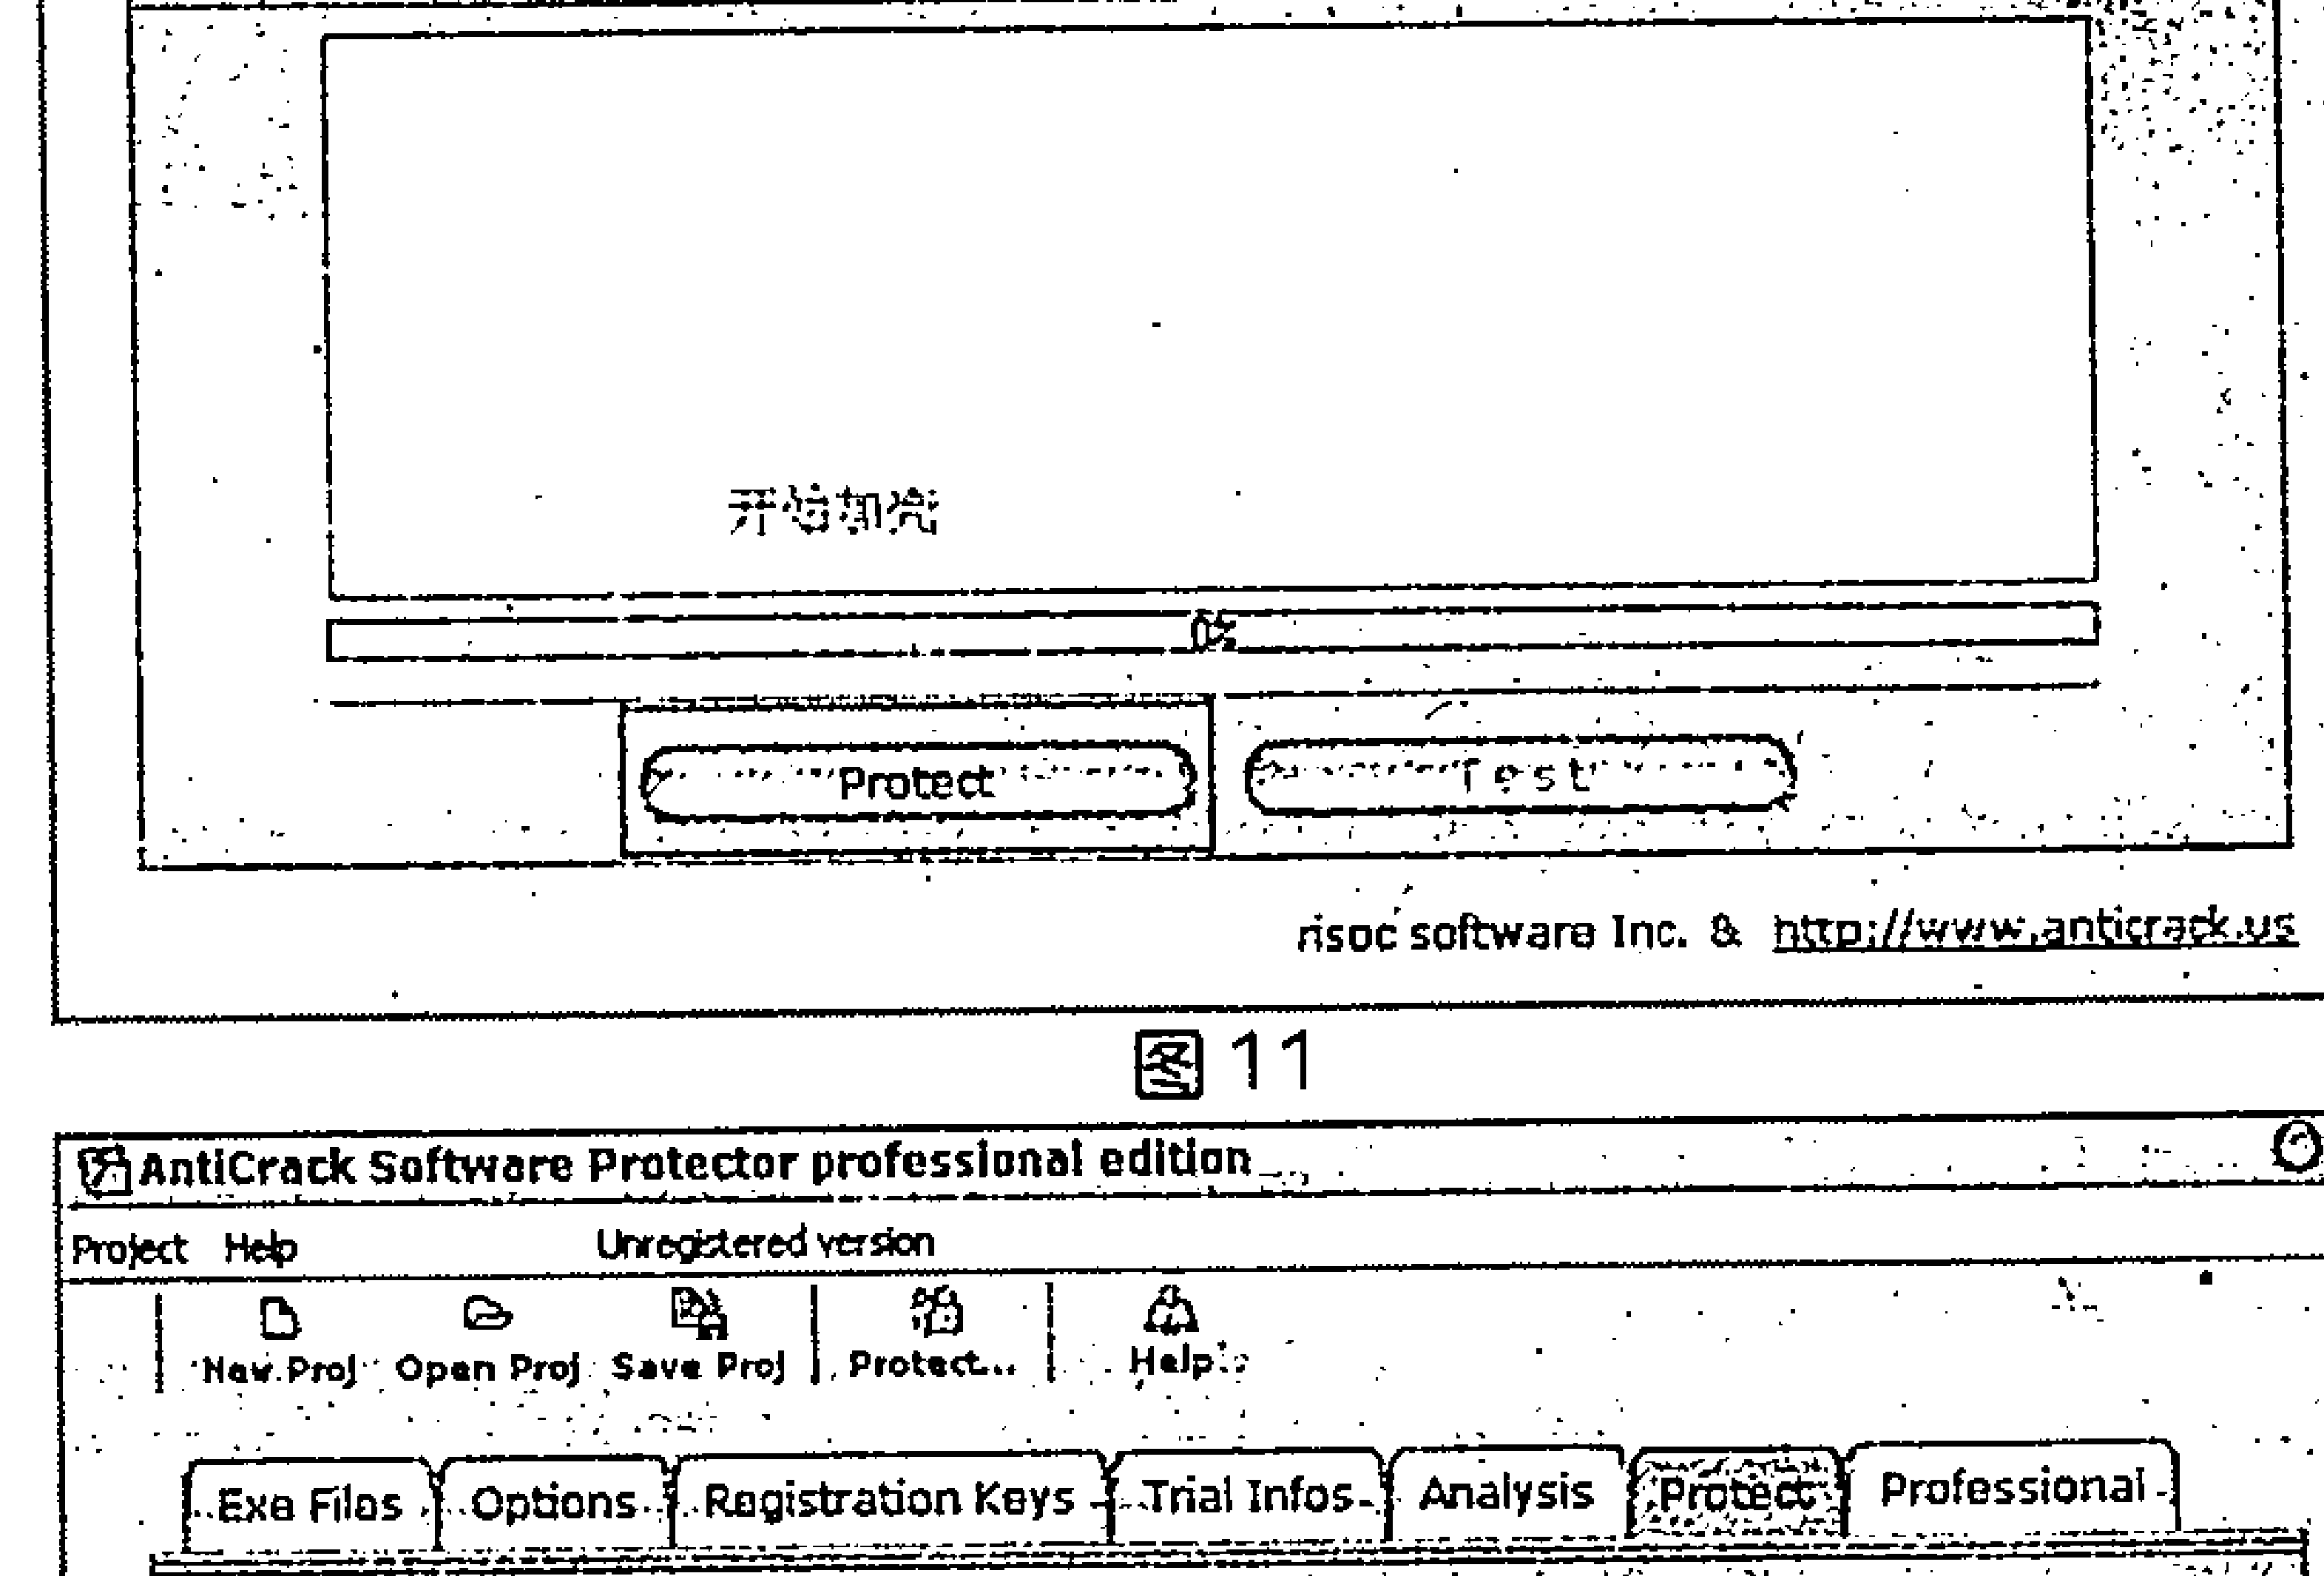 开始加壳
0%
Protect Test
risoc software Inc. & http://www.anticrack.us
图 11
AntiCrack Software Protector professional edition
Project Help Unregistered version
New Proj Open Proj Save Proj Protect... Help
Exe Files Options Registration Keys Trial Infos Analysis Protect Professional